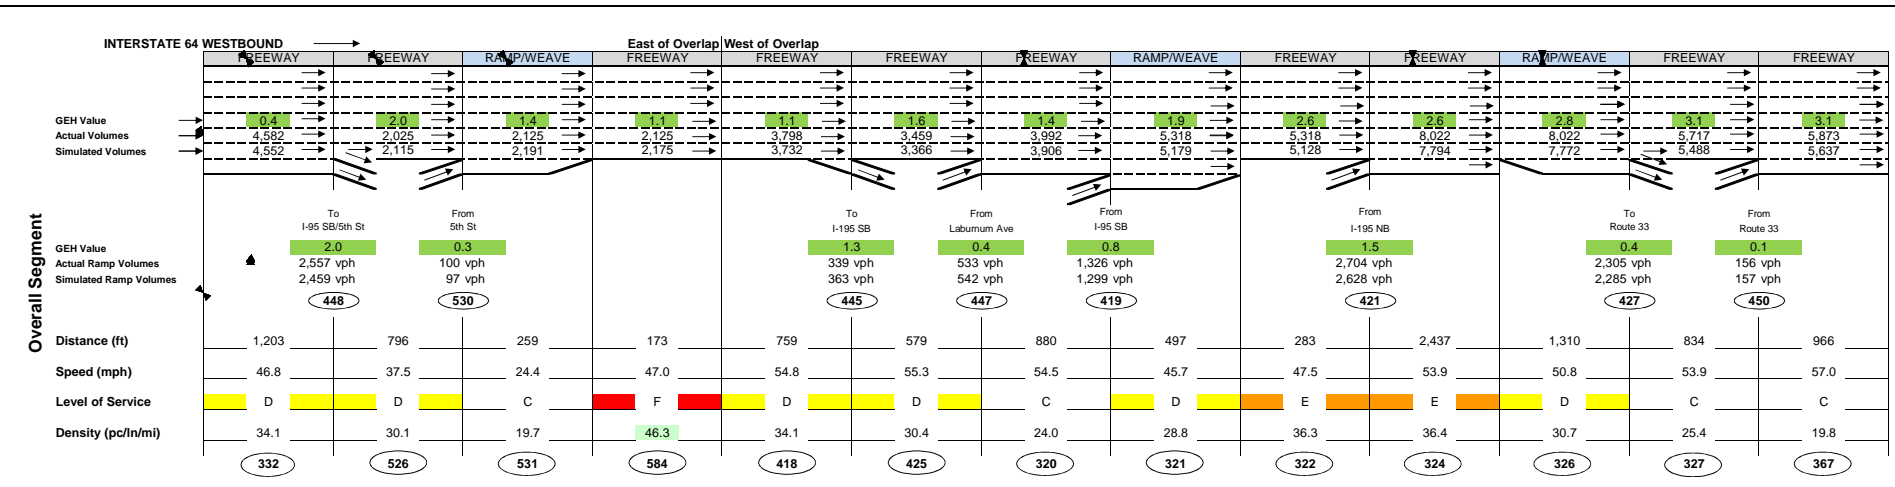 INTERSTATE 64 WESTBOUND East of Overlap West of Overlap
FREEWAY FREEWAY RAMP/WEAVE FREEWAY FREEWAY FREEWAY FREEWAY RAMP/WEAVE FREEWAY FREEWAY RAMP/WEAVE FREEWAY FREEWAY
GEH Value 0.4 2.0 1.4 1.1 1.1 1.6 1.4 1.9 2.6 2.6 2.8 3.1 3.1
Actual Volumes 4,582 2,025 2,125 2,125 3,798 3,459 3,992 5,318 5,318 8,022 8,022 5,717 5,873
Simulated Volumes 4,552 2,115 2,191 2,175 3,732 3,366 3,906 5,179 5,128 7,794 7,772 5,488 5,637
To From To From From From To From
I-95 SB/5th St 5th St I-195 SB Laburnum Ave I-95 SB I-195 NB Route 33 Route 33
GEH Value 2.0 0.3 1.3 0.4 0.8 1.5 0.4 0.1
Actual Ramp Volumes 2,557 vph 100 vph 339 vph 533 vph 1,326 vph 2,704 vph 2,305 vph 156 vph
Simulated Ramp Volumes 2,459 vph 97 vph 363 vph 542 vph 1,299 vph 2,628 vph 2,285 vph 157 vph
448 530 445 447 419 421 427 450
Overall Segment
Distance (ft) 1,203 796 259 173 759 579 880 497 283 2,437 1,310 834 966
Speed (mph) 46.8 37.5 24.4 47.0 54.8 55.3 54.5 45.7 47.5 53.9 50.8 53.9 57.0
Level of Service D D C F D D C D E E D C C
Density (pc/ln/mi) 34.1 30.1 19.7 46.3 34.1 30.4 24.0 28.8 36.3 36.4 30.7 25.4 19.8
332 526 531 584 418 425 320 321 322 324 326 327 367